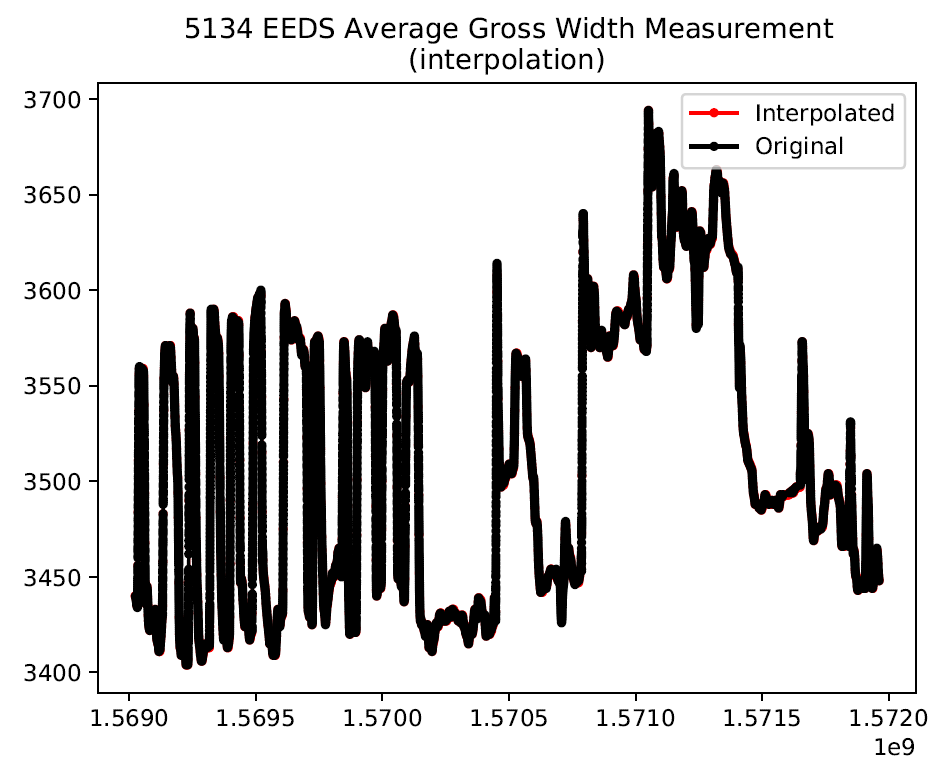 5134 EEDS Average Gross Width Measurement
(interpolation)
Interpolated
Original
3700
3650
3600
3550
3500
3450
3400
1.5690 1.5695 1.5700 1.5705 1.5710 1.5715 1.5720
1e9